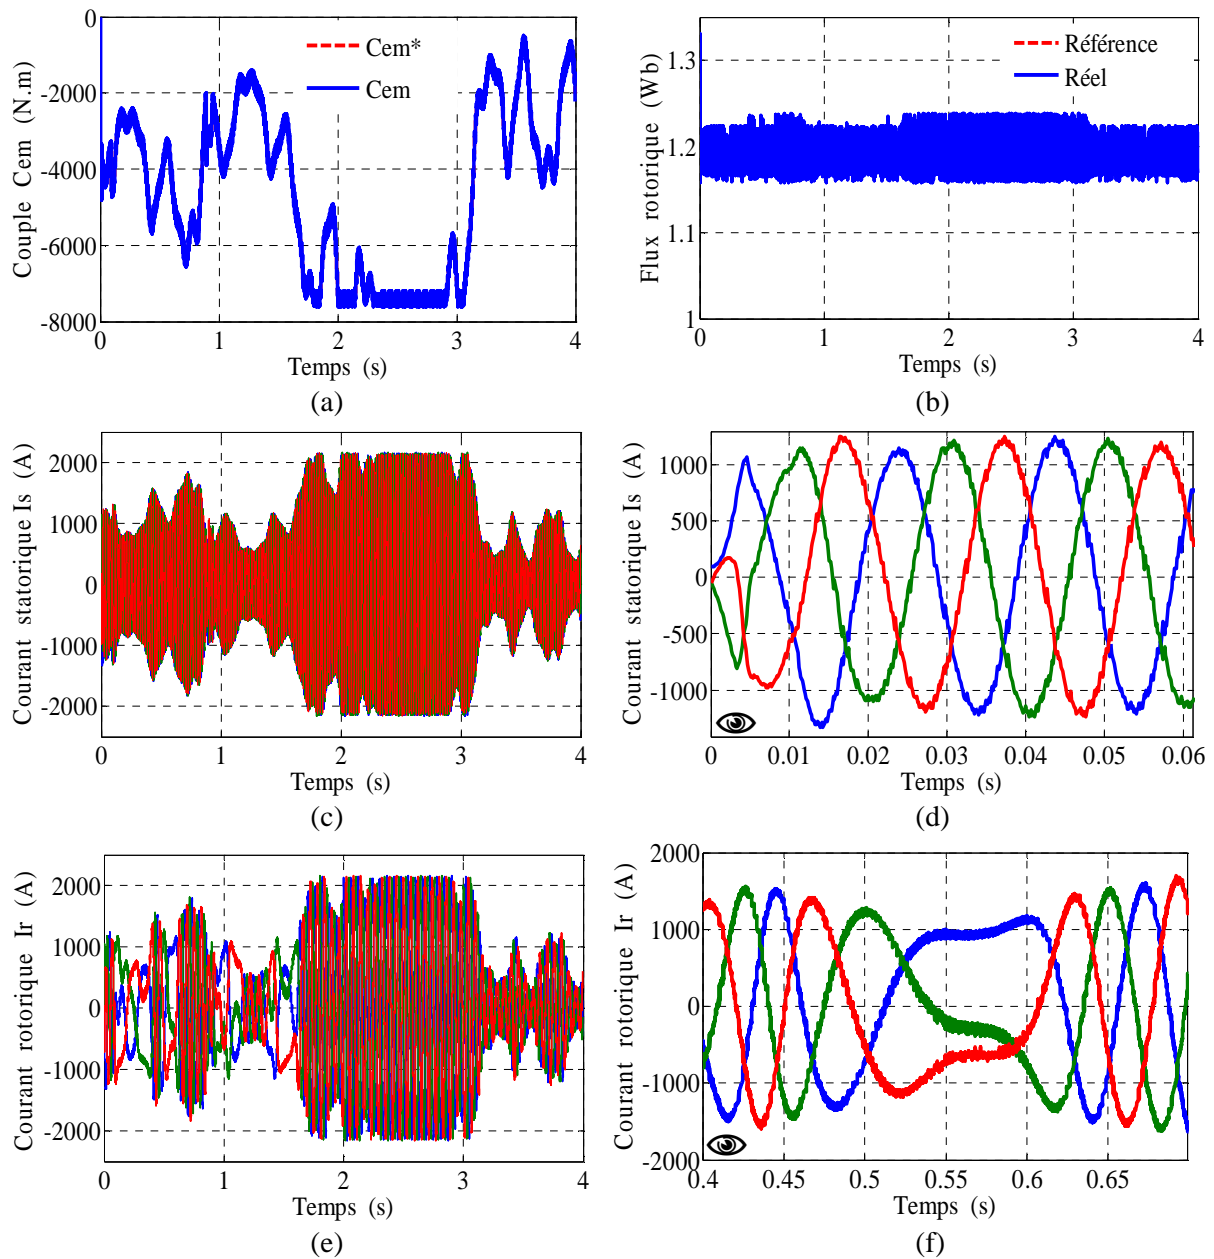 Couple Cem (N.m)
0
-2000
-4000
-6000
-8000
Cem*
Cem
0 1 2 3 4
Temps (s)
(a)
Flux rotorique (Wb)
1.3
1.2
1.1
1
Référence
Réel
0 1 2 3 4
Temps (s)
(b)
Courant statorique Is (A)
2000
1000
0
-1000
-2000
0 1 2 3 4
Temps (s)
(c)
Courant statorique Is (A)
1000
500
0
-500
-1000
0 0.01 0.02 0.03 0.04 0.05 0.06
Temps (s)
(d)
Courant rotorique Ir (A)
2000
1000
0
-1000
-2000
0 1 2 3 4
Temps (s)
(e)
Courant rotorique Ir (A)
2000
1000
0
-1000
-2000
0.4 0.45 0.5 0.55 0.6 0.65
Temps (s)
(f)